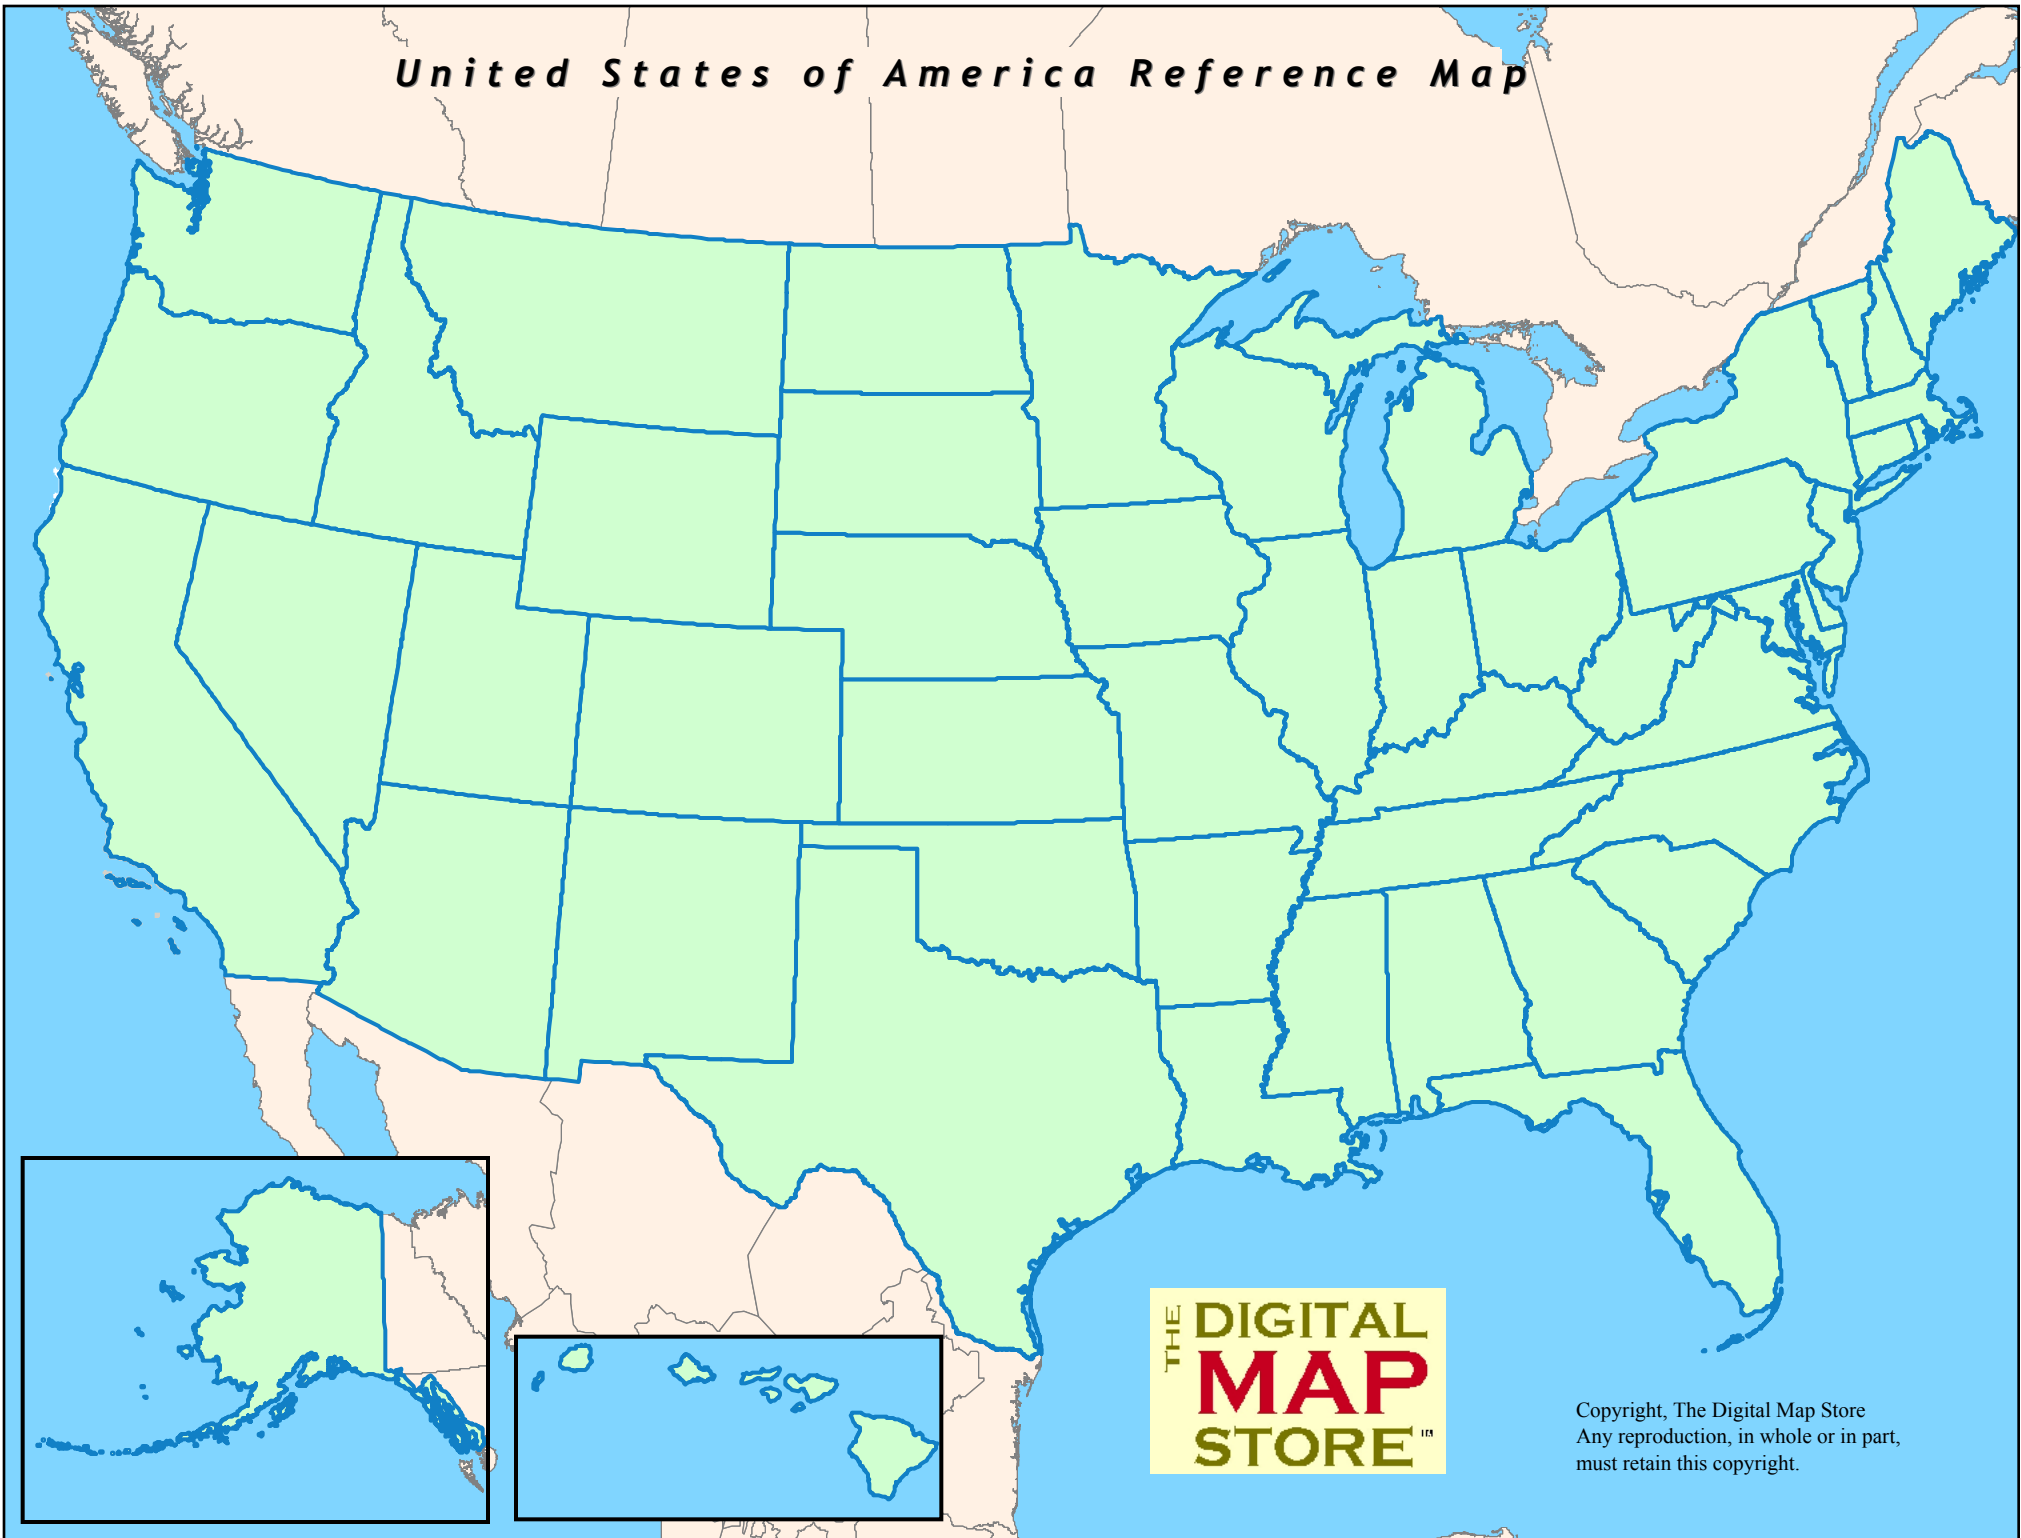 United States of America Reference Map
THE
DIGITAL
MAP
STORE
Copyright, The Digital Map Store
Any reproduction, in whole or in part,
must retain this copyright.